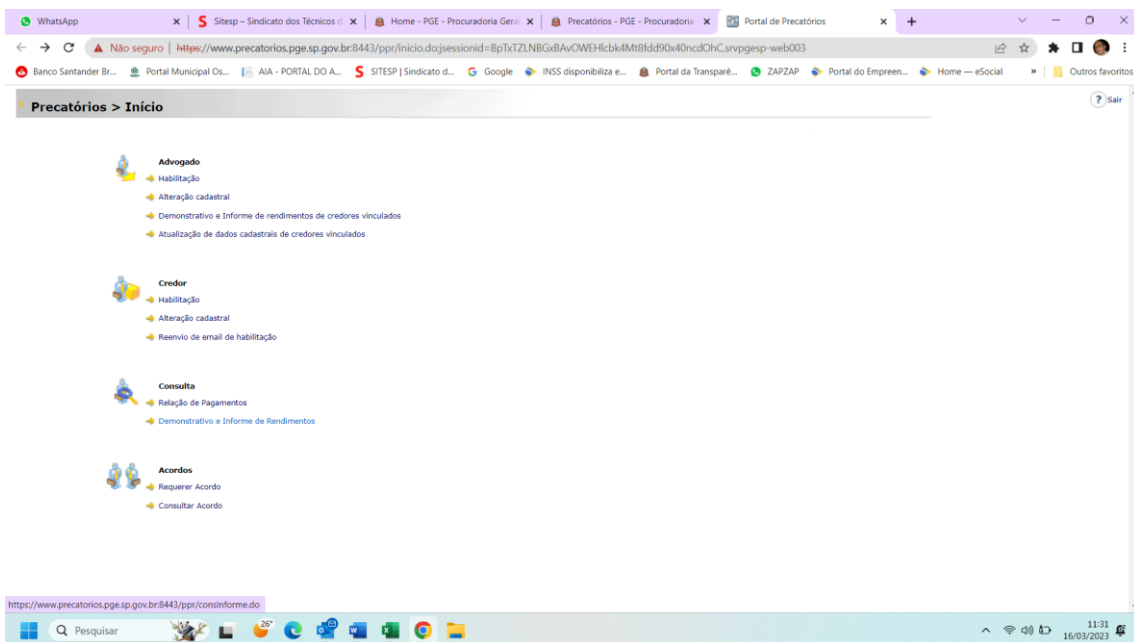 WhatsApp
Sitesp – Sindicato dos Técnicos d
Home - PGE - Procuradoria Geral
Precatórios - PGE - Procuradoria
Portal de Precatórios
Não seguro | https://www.precatorios.pge.sp.gov.br:8443/ppr/inicio.do;jsessionid=BpTxTZLNBGxBAvOWEHlcbk4Mt8fdd90x40ncdOhC.srvpgesp-web003
Banco Santander Br... Portal Municipal Os... AIA - PORTAL DO A... SITESP | Sindicato d... Google INSS disponibiliza e... Portal da Transparê... ZAPZAP Portal do Empreen... Home — eSocial » Outros favoritos
Precatórios > Início
? Sair
Advogado
Habilitação
Alteração cadastral
Demonstrativo e Informe de rendimentos de credores vinculados
Atualização de dados cadastrais de credores vinculados
Credor
Habilitação
Alteração cadastral
Reenvio de email de habilitação
Consulta
Relação de Pagamentos
Demonstrativo e Informe de Rendimentos
Acordos
Requerer Acordo
Consultar Acordo
https://www.precatorios.pge.sp.gov.br:8443/ppr/consInforme.do
Pesquisar
26°
11:31
16/03/2023